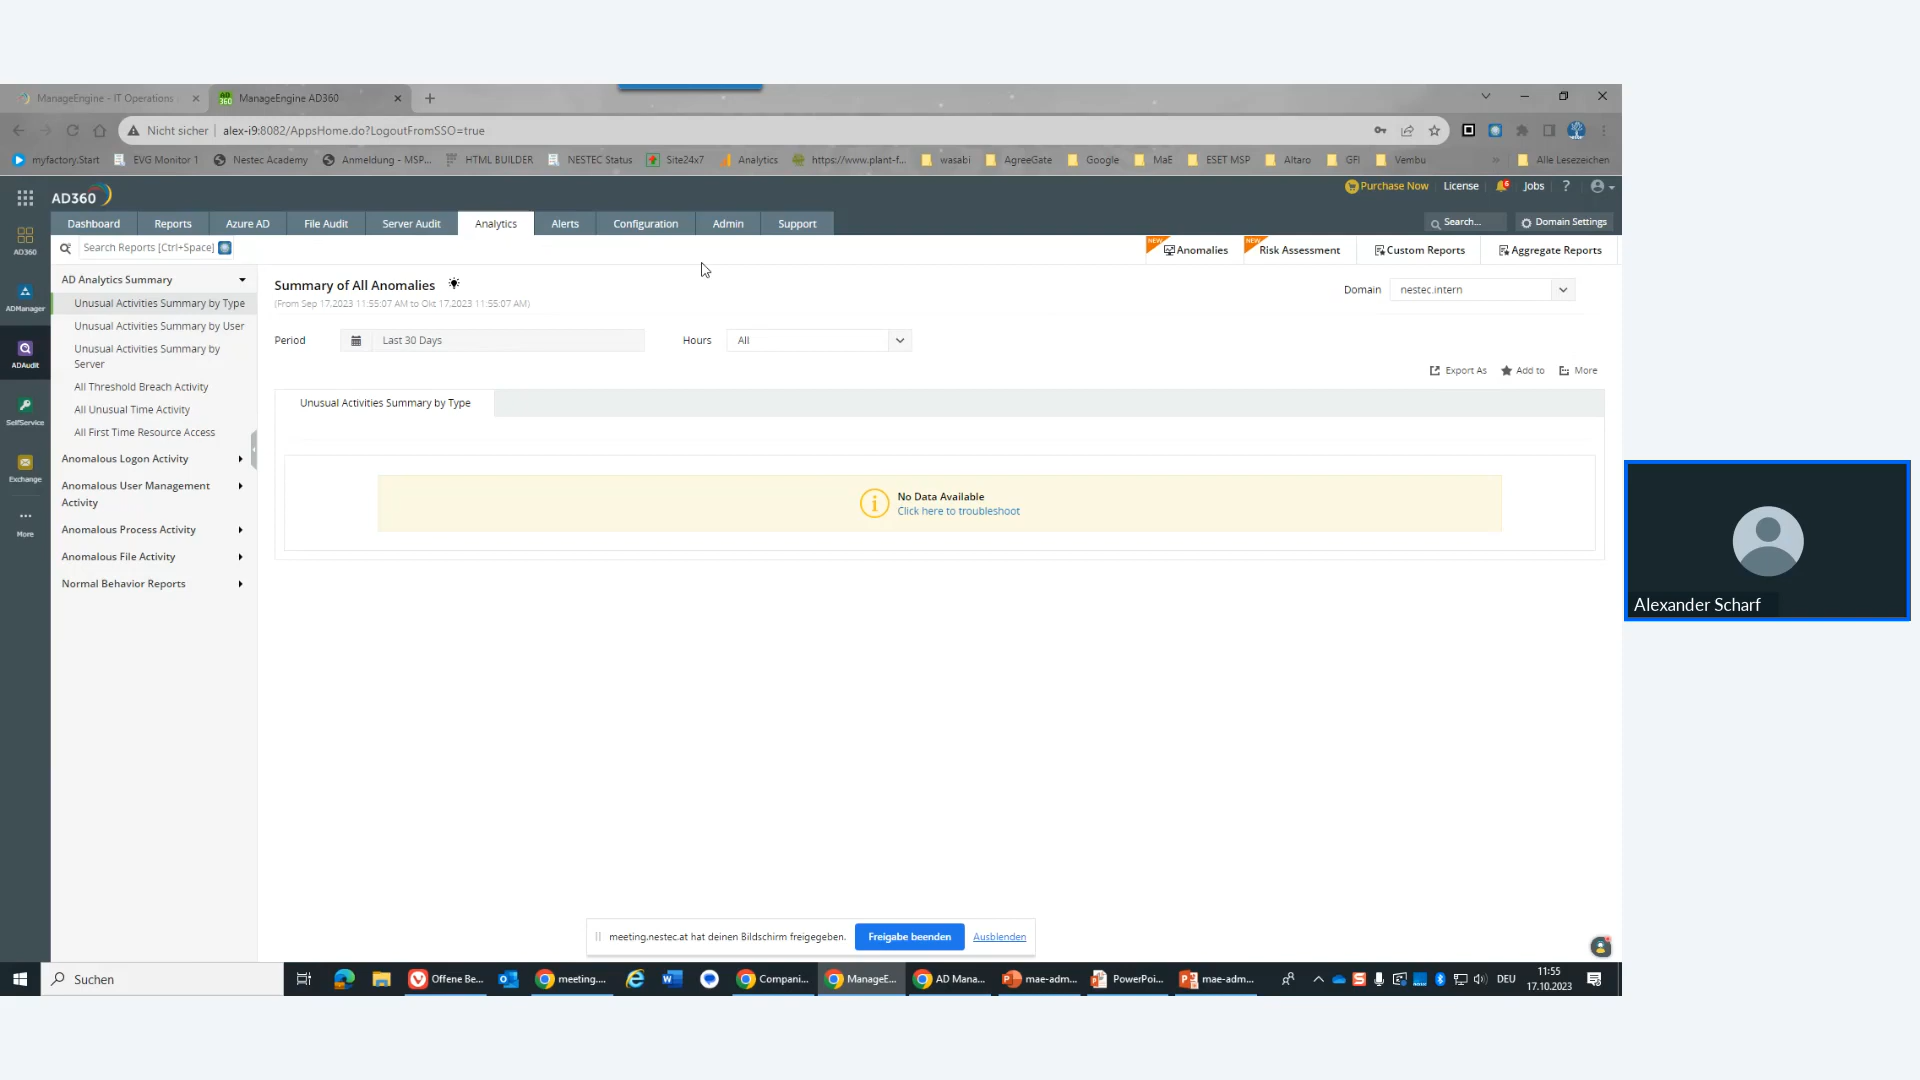 ManageEngine - IT Operations
ManageEngine AD360
Nicht sicher
alex-i9:8082/AppsHome.do?LogoutFromSSO=true
myfactory.Start
EVG Monitor 1
Nestec Academy
Anmeldung - MSP...
HTML BUILDER
NESTEC Status
Site24x7
Analytics
https://www.plant-f...
wasabi
AgreeGate
Google
MaE
ESET MSP
Altaro
GFI
Vembu
»
Alle Lesezeichen
AD360
Purchase Now
License
6
Jobs
?
Dashboard
Reports
Azure AD
File Audit
Server Audit
Analytics
Alerts
Configuration
Admin
Support
Search...
Domain Settings
Search Reports [Ctrl+Space]
NEW
Anomalies
NEW
Risk Assessment
Custom Reports
Aggregate Reports
AD360
ADManager
ADAudit
SelfService
Exchange
More
AD Analytics Summary
Unusual Activities Summary by Type
Unusual Activities Summary by User
Unusual Activities Summary by
Server
All Threshold Breach Activity
All Unusual Time Activity
All First Time Resource Access
Anomalous Logon Activity
Anomalous User Management
Activity
Anomalous Process Activity
Anomalous File Activity
Normal Behavior Reports
Summary of All Anomalies
(From Sep 17,2023 11:55:07 AM to Okt 17,2023 11:55:07 AM)
Domain
nestec.intern
Period
Last 30 Days
Hours
All
Export As
Add to
More
Unusual Activities Summary by Type
No Data Available
Click here to troubleshoot
Alexander Scharf
meeting.nestec.at hat deinen Bildschirm freigegeben.
Freigabe beenden
Ausblenden
Suchen
Offene Be...
meeting....
Compani...
ManageE...
AD Mana...
mae-adm...
PowerPoi...
mae-adm...
DEU
11:55
17.10.2023